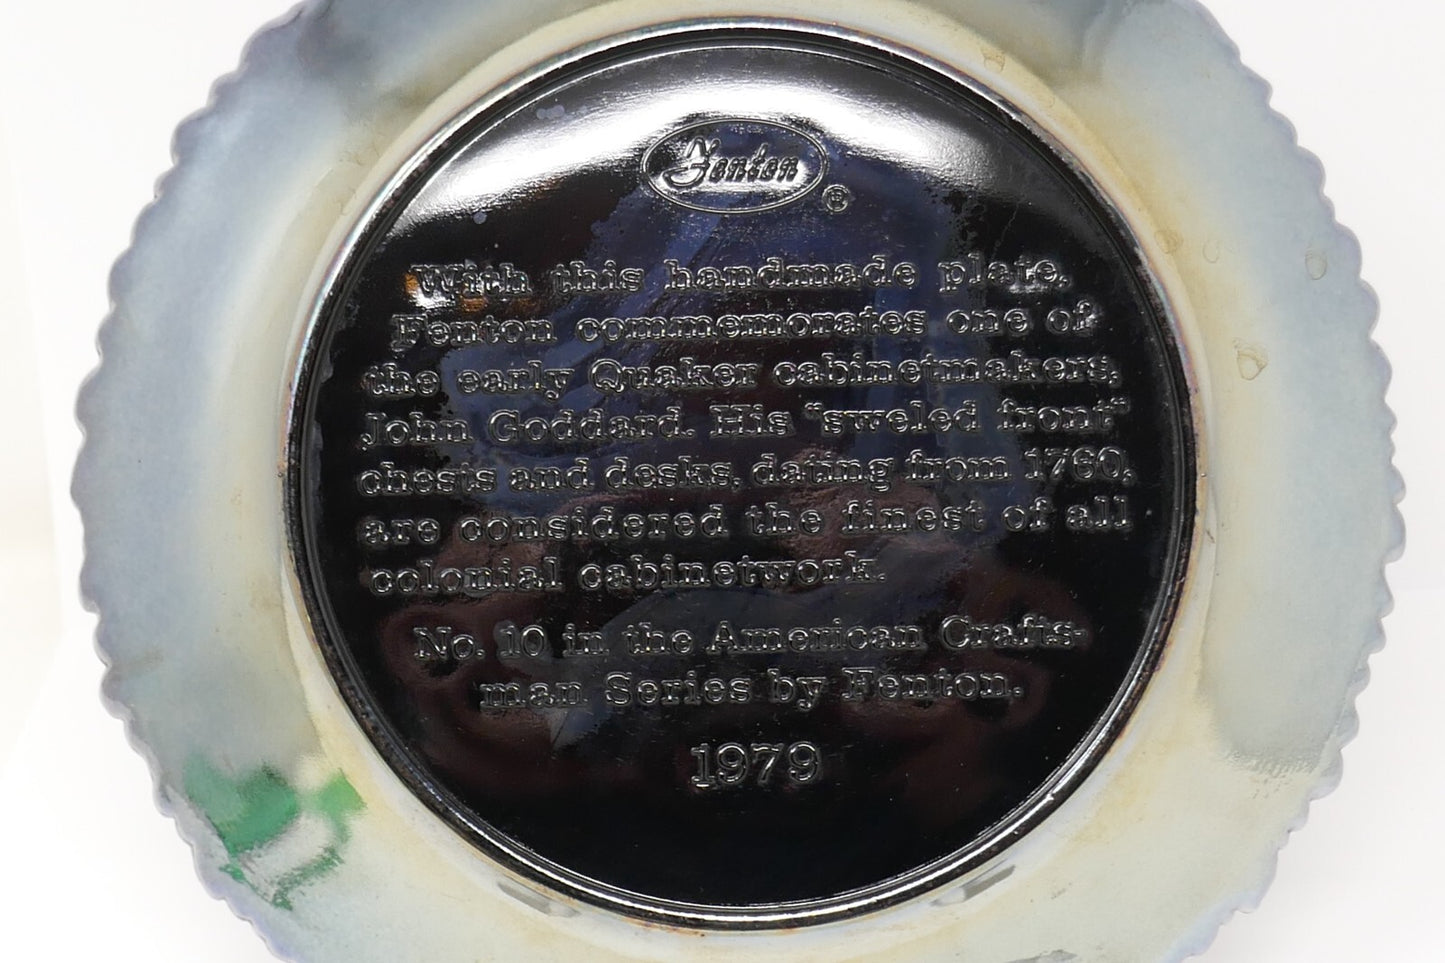 Fenton ®
With this handmade plate,
Fenton commemorates one of
the early Quaker cabinetmakers,
John Goddard. His "sweled front"
chests and desks, dating from 1760,
are considered the finest of all
colonial cabinetwork.
No. 10 in the American Crafts-
man Series by Fenton.
1979